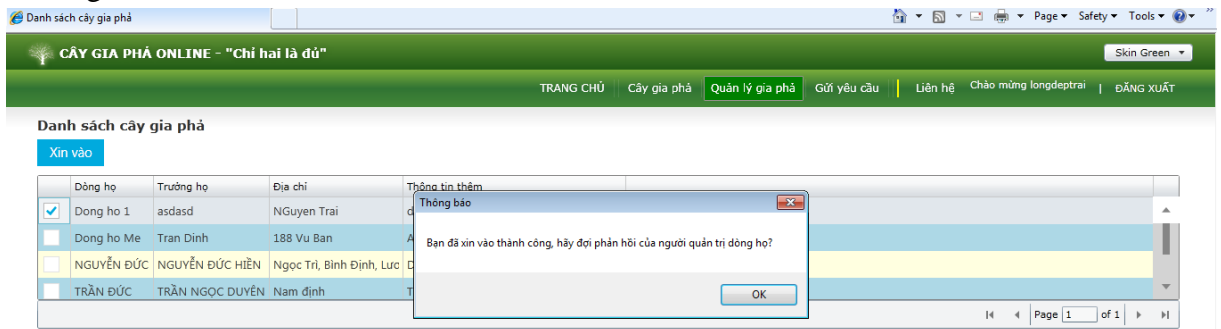 Danh sách cây gia phả
Page Safety Tools
CÂY GIA PHẢ ONLINE - "Chỉ hai là đủ" Skin Green
TRANG CHỦ Cây gia phả Quản lý gia phả Gửi yêu cầu Liên hệ Chào mừng longdeptrai | ĐĂNG XUẤT
Danh sách cây gia phả
Xin vào
Dòng họ Trưởng họ Địa chỉ Thông tin thêm
Dong ho 1 asdasd NGuyen Trai d
Dong ho Me Tran Dinh 188 Vu Ban A
NGUYỄN ĐỨC NGUYỄN ĐỨC HIỀN Ngọc Trì, Bình Định, Lươ D
TRẦN ĐỨC TRẦN NGỌC DUYÊN Nam định T
Thông báo
Bạn đã xin vào thành công, hãy đợi phản hồi của người quản trị dòng họ?
OK
Page 1 of 1